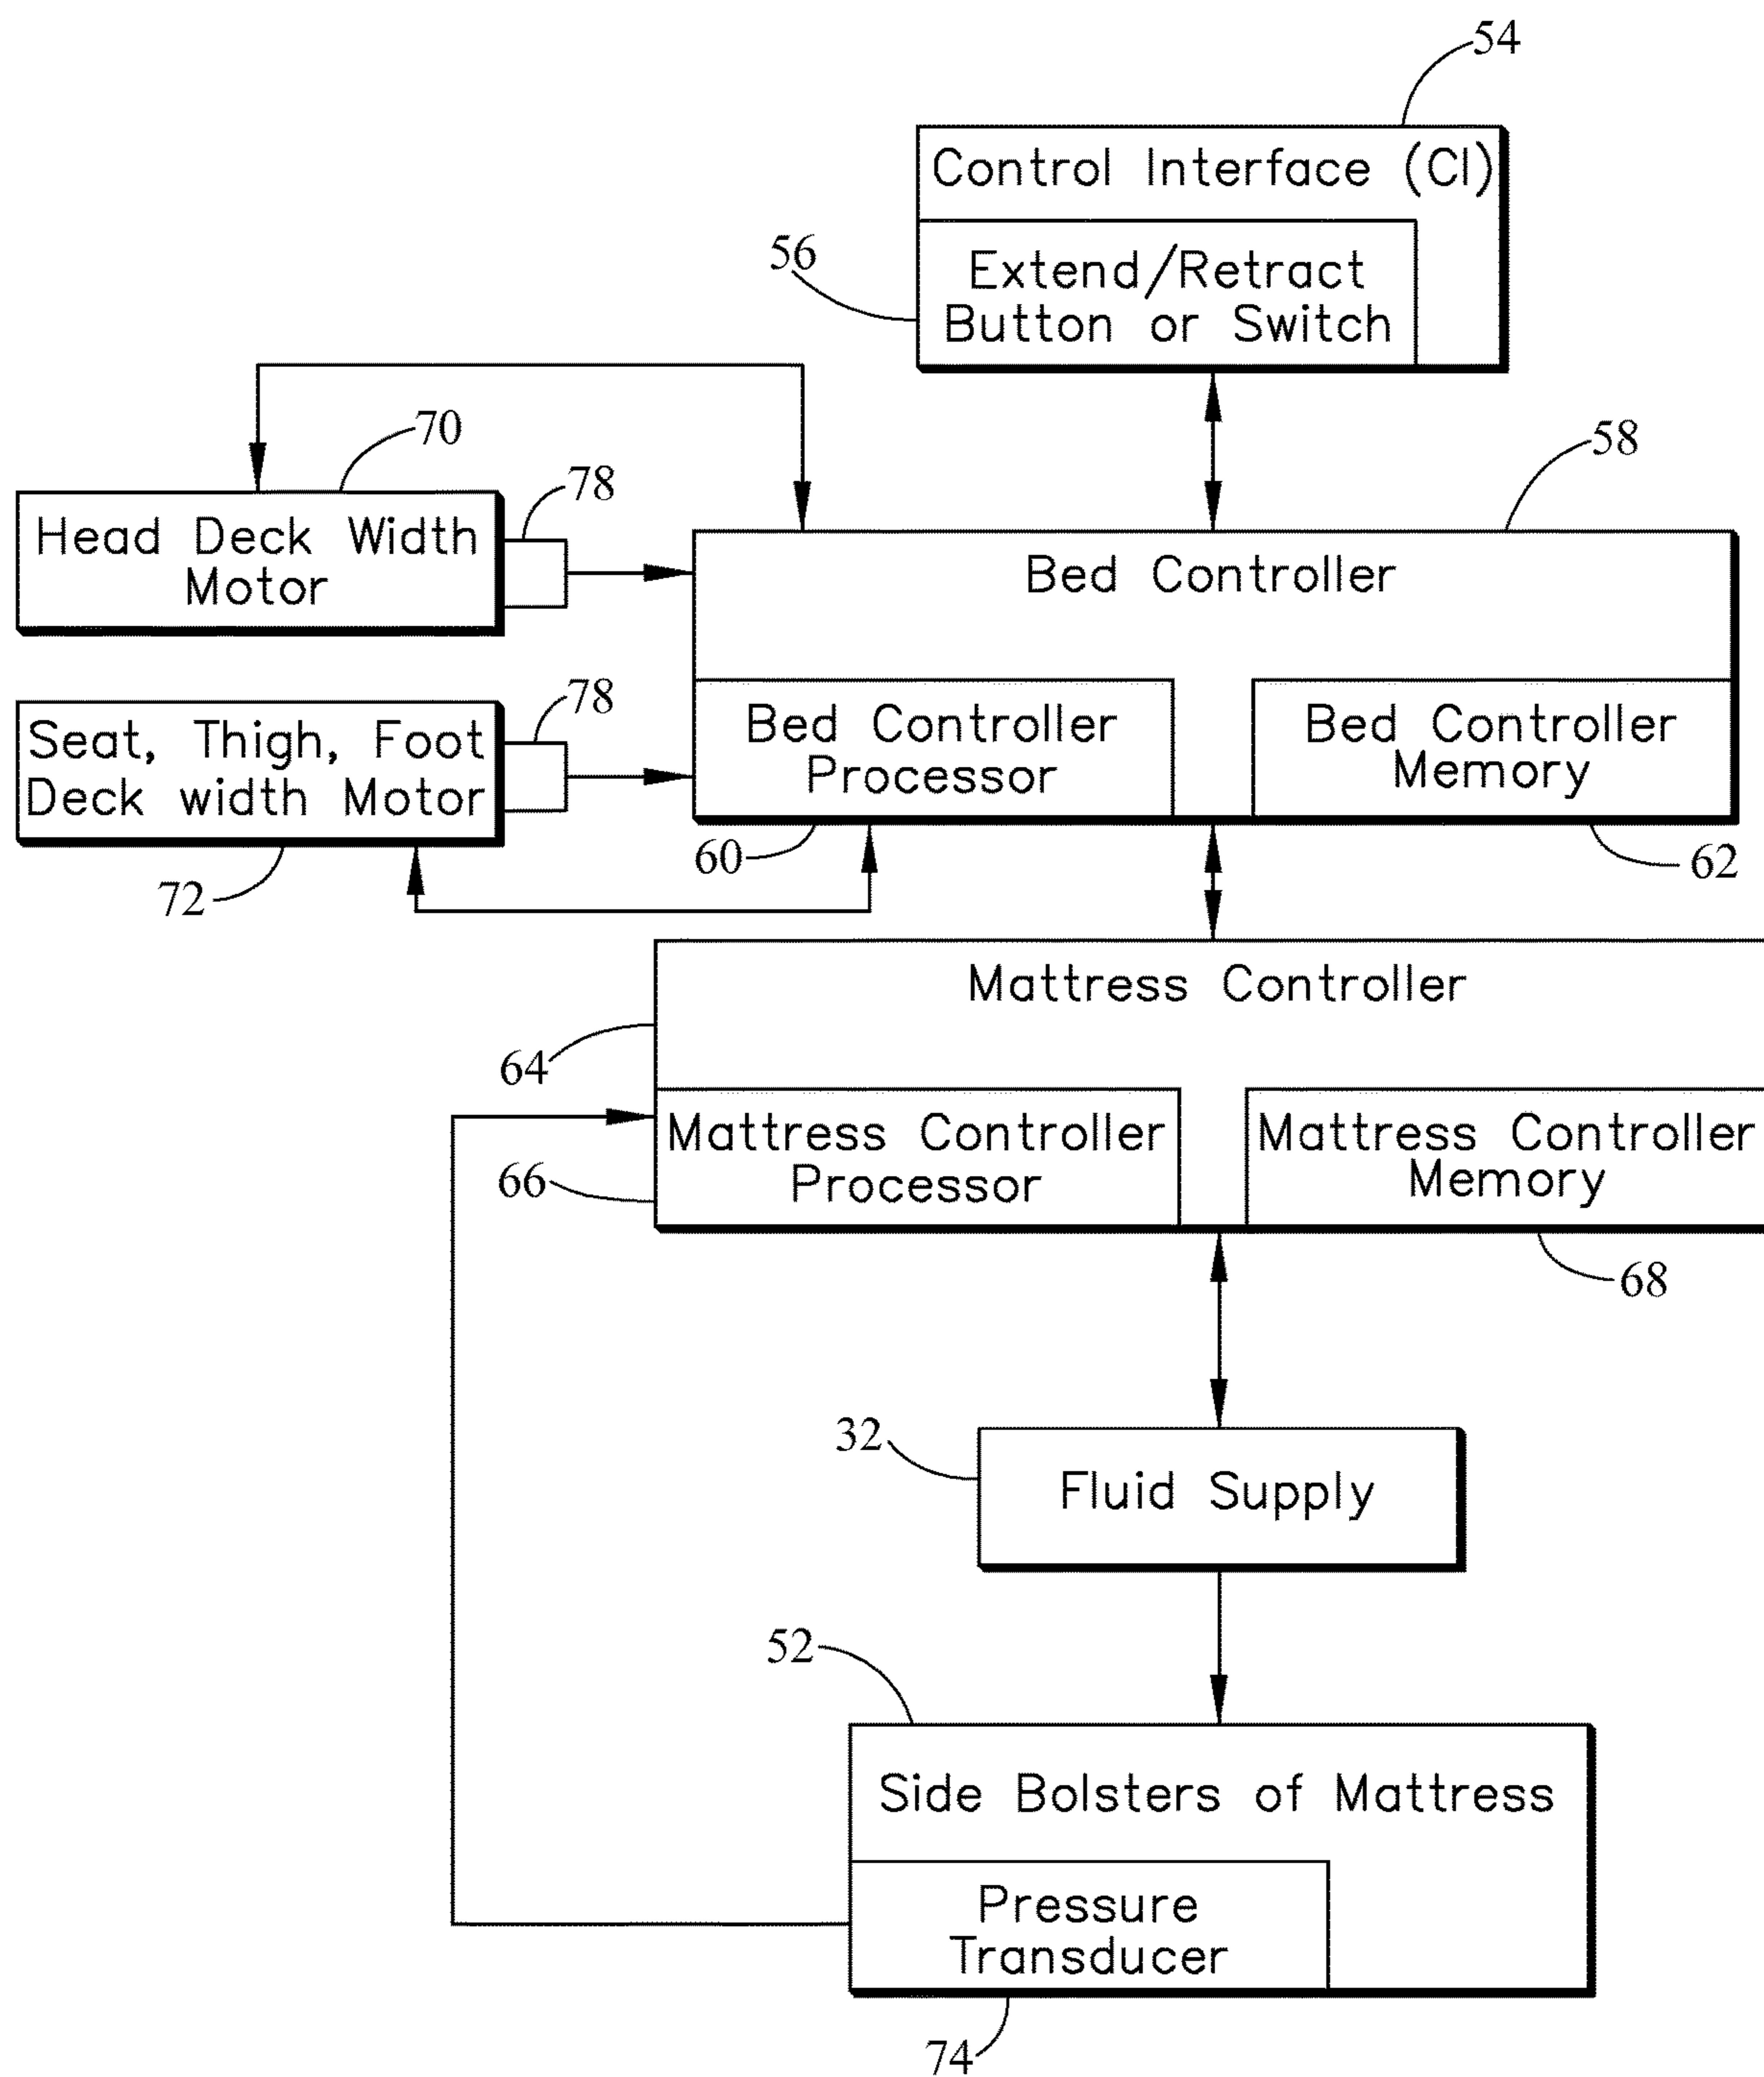 54
Control Interface (CI)
56
Extend/Retract
Button or Switch
70
78
58
Head Deck Width
Motor
Bed Controller
78
Seat, Thigh, Foot
Deck width Motor
Bed Controller
Processor
Bed Controller
Memory
72
60
62
Mattress Controller
64
Mattress Controller
Processor
Mattress Controller
Memory
66
68
32
Fluid Supply
52
Side Bolsters of Mattress
Pressure
Transducer
74